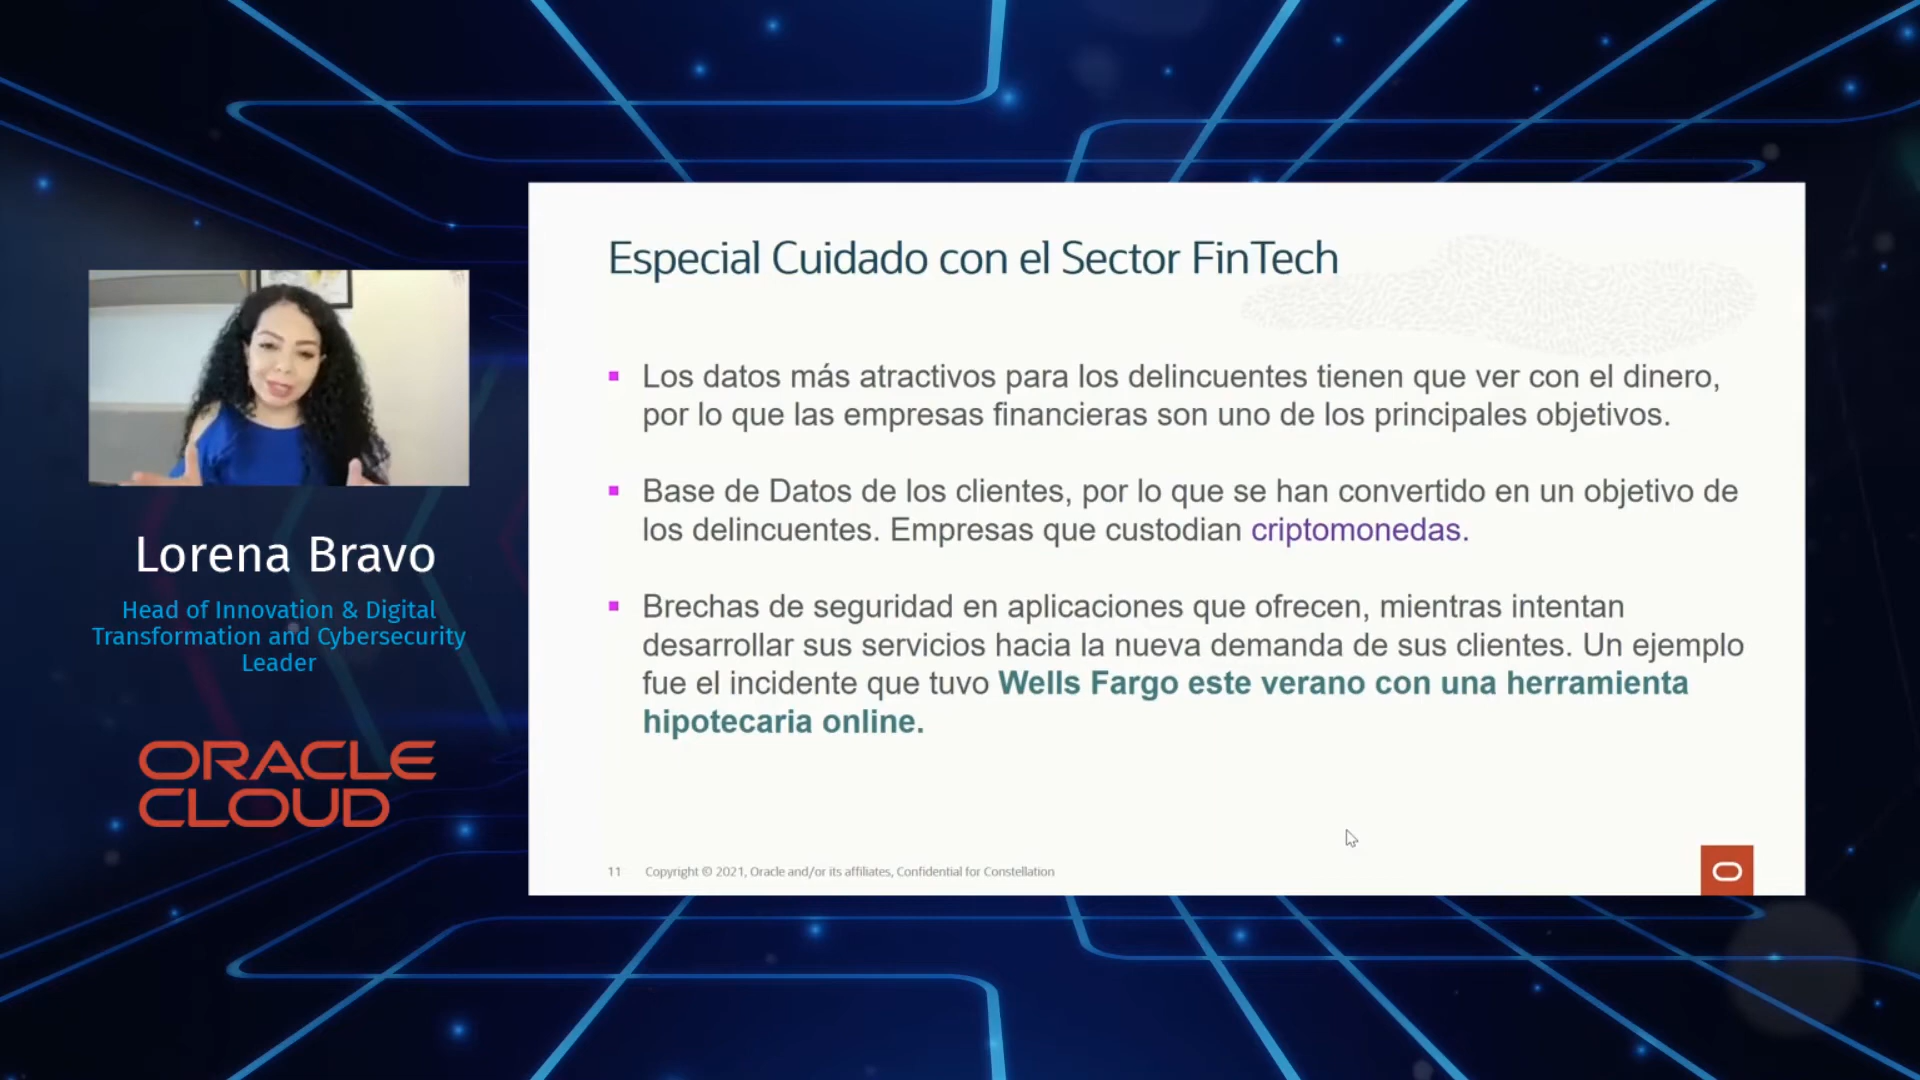 Especial Cuidado con el Sector FinTech
▪ Los datos más atractivos para los delincuentes tienen que ver con el dinero,
por lo que las empresas financieras son uno de los principales objetivos.
▪ Base de Datos de los clientes, por lo que se han convertido en un objetivo de
los delincuentes. Empresas que custodian criptomonedas.
▪ Brechas de seguridad en aplicaciones que ofrecen, mientras intentan
desarrollar sus servicios hacia la nueva demanda de sus clientes. Un ejemplo
fue el incidente que tuvo Wells Fargo este verano con una herramienta
hipotecaria online.
11 Copyright © 2021, Oracle and/or its affiliates, Confidential for Constellation
Lorena Bravo
Head of Innovation & Digital
Transformation and Cybersecurity
Leader
ORACLE
CLOUD